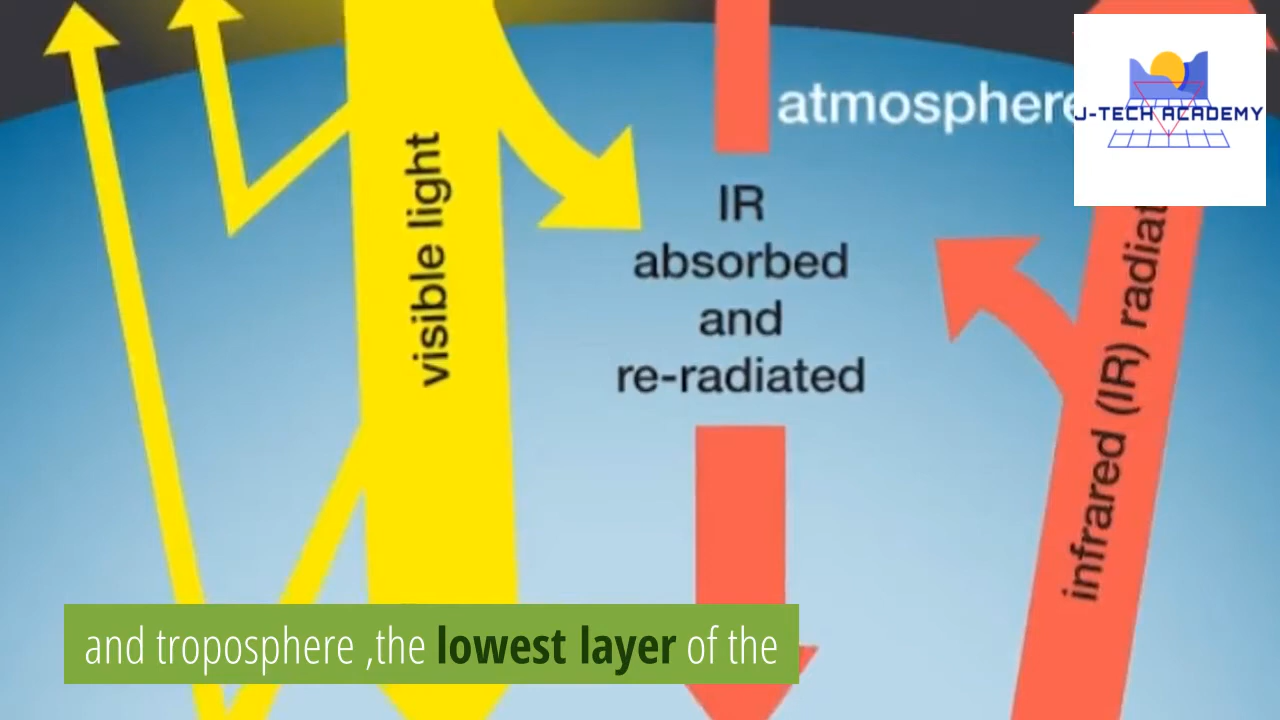 atmosphere
J-TECH ACADEMY
visible light
IR
absorbed
and
re-radiated
infrared (IR) radiat
and troposphere ,the lowest layer of the